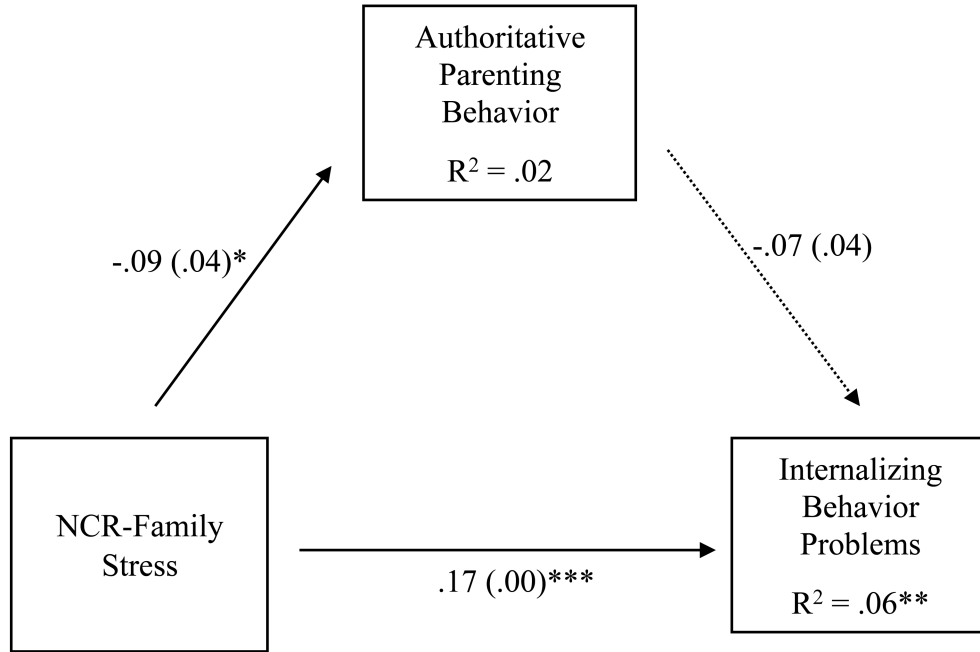 Authoritative
Parenting
Behavior
R² = .02
-.09 (.04)*
-.07 (.04)
NCR-Family
Stress
.17 (.00)***
Internalizing
Behavior
Problems
R² = .06**